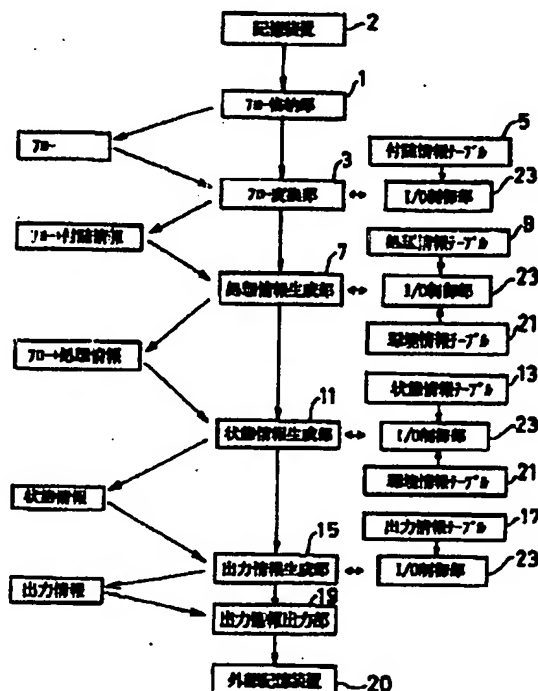 記憶装置
2
1
フロー格納部
フロー
5
付随情報テーブル
3
23
フロー変換部
I/O制御部
フロー→付随情報
9
処理情報テーブル
7
23
処理情報生成部
I/O制御部
21
環境情報テーブル
フロー→処理情報
13
状態情報テーブル
11
23
状態情報生成部
I/O制御部
21
環境情報テーブル
状態情報
17
出力情報テーブル
15
23
出力情報生成部
I/O制御部
出力情報
19
出力情報出力部
外部記憶装置
20